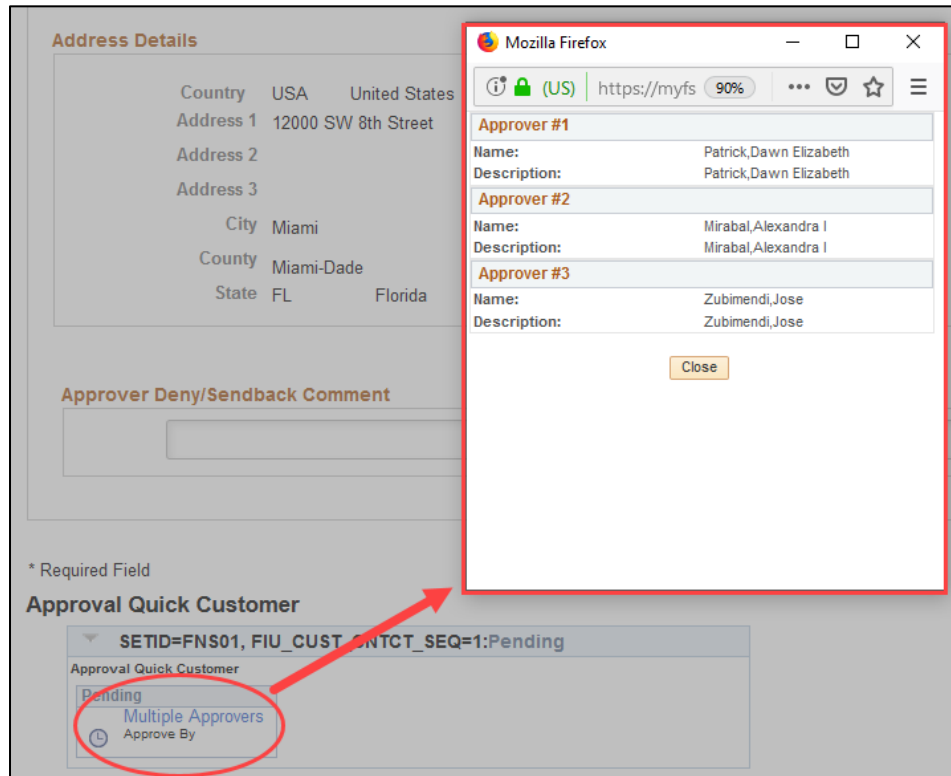 Address Details
Country USA United States
Address 1 12000 SW 8th Street
Address 2
Address 3
City Miami
County Miami-Dade
State FL Florida
Approver Deny/Sendback Comment
* Required Field
Approval Quick Customer
SETID=FNS01, FIU_CUST_CNTCT_SEQ=1:Pending
Approval Quick Customer
Pending
Multiple Approvers
Approve By
Mozilla Firefox
(US) https://myfs 90%
Approver #1
Name: Patrick,Dawn Elizabeth
Description: Patrick,Dawn Elizabeth
Approver #2
Name: Mirabal,Alexandra I
Description: Mirabal,Alexandra I
Approver #3
Name: Zubimendi,Jose
Description: Zubimendi,Jose
Close